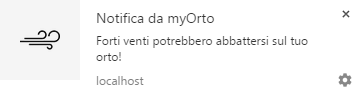 Notifica da myOrto
Forti venti potrebbero abbattersi sul tuo
orto!
localhost